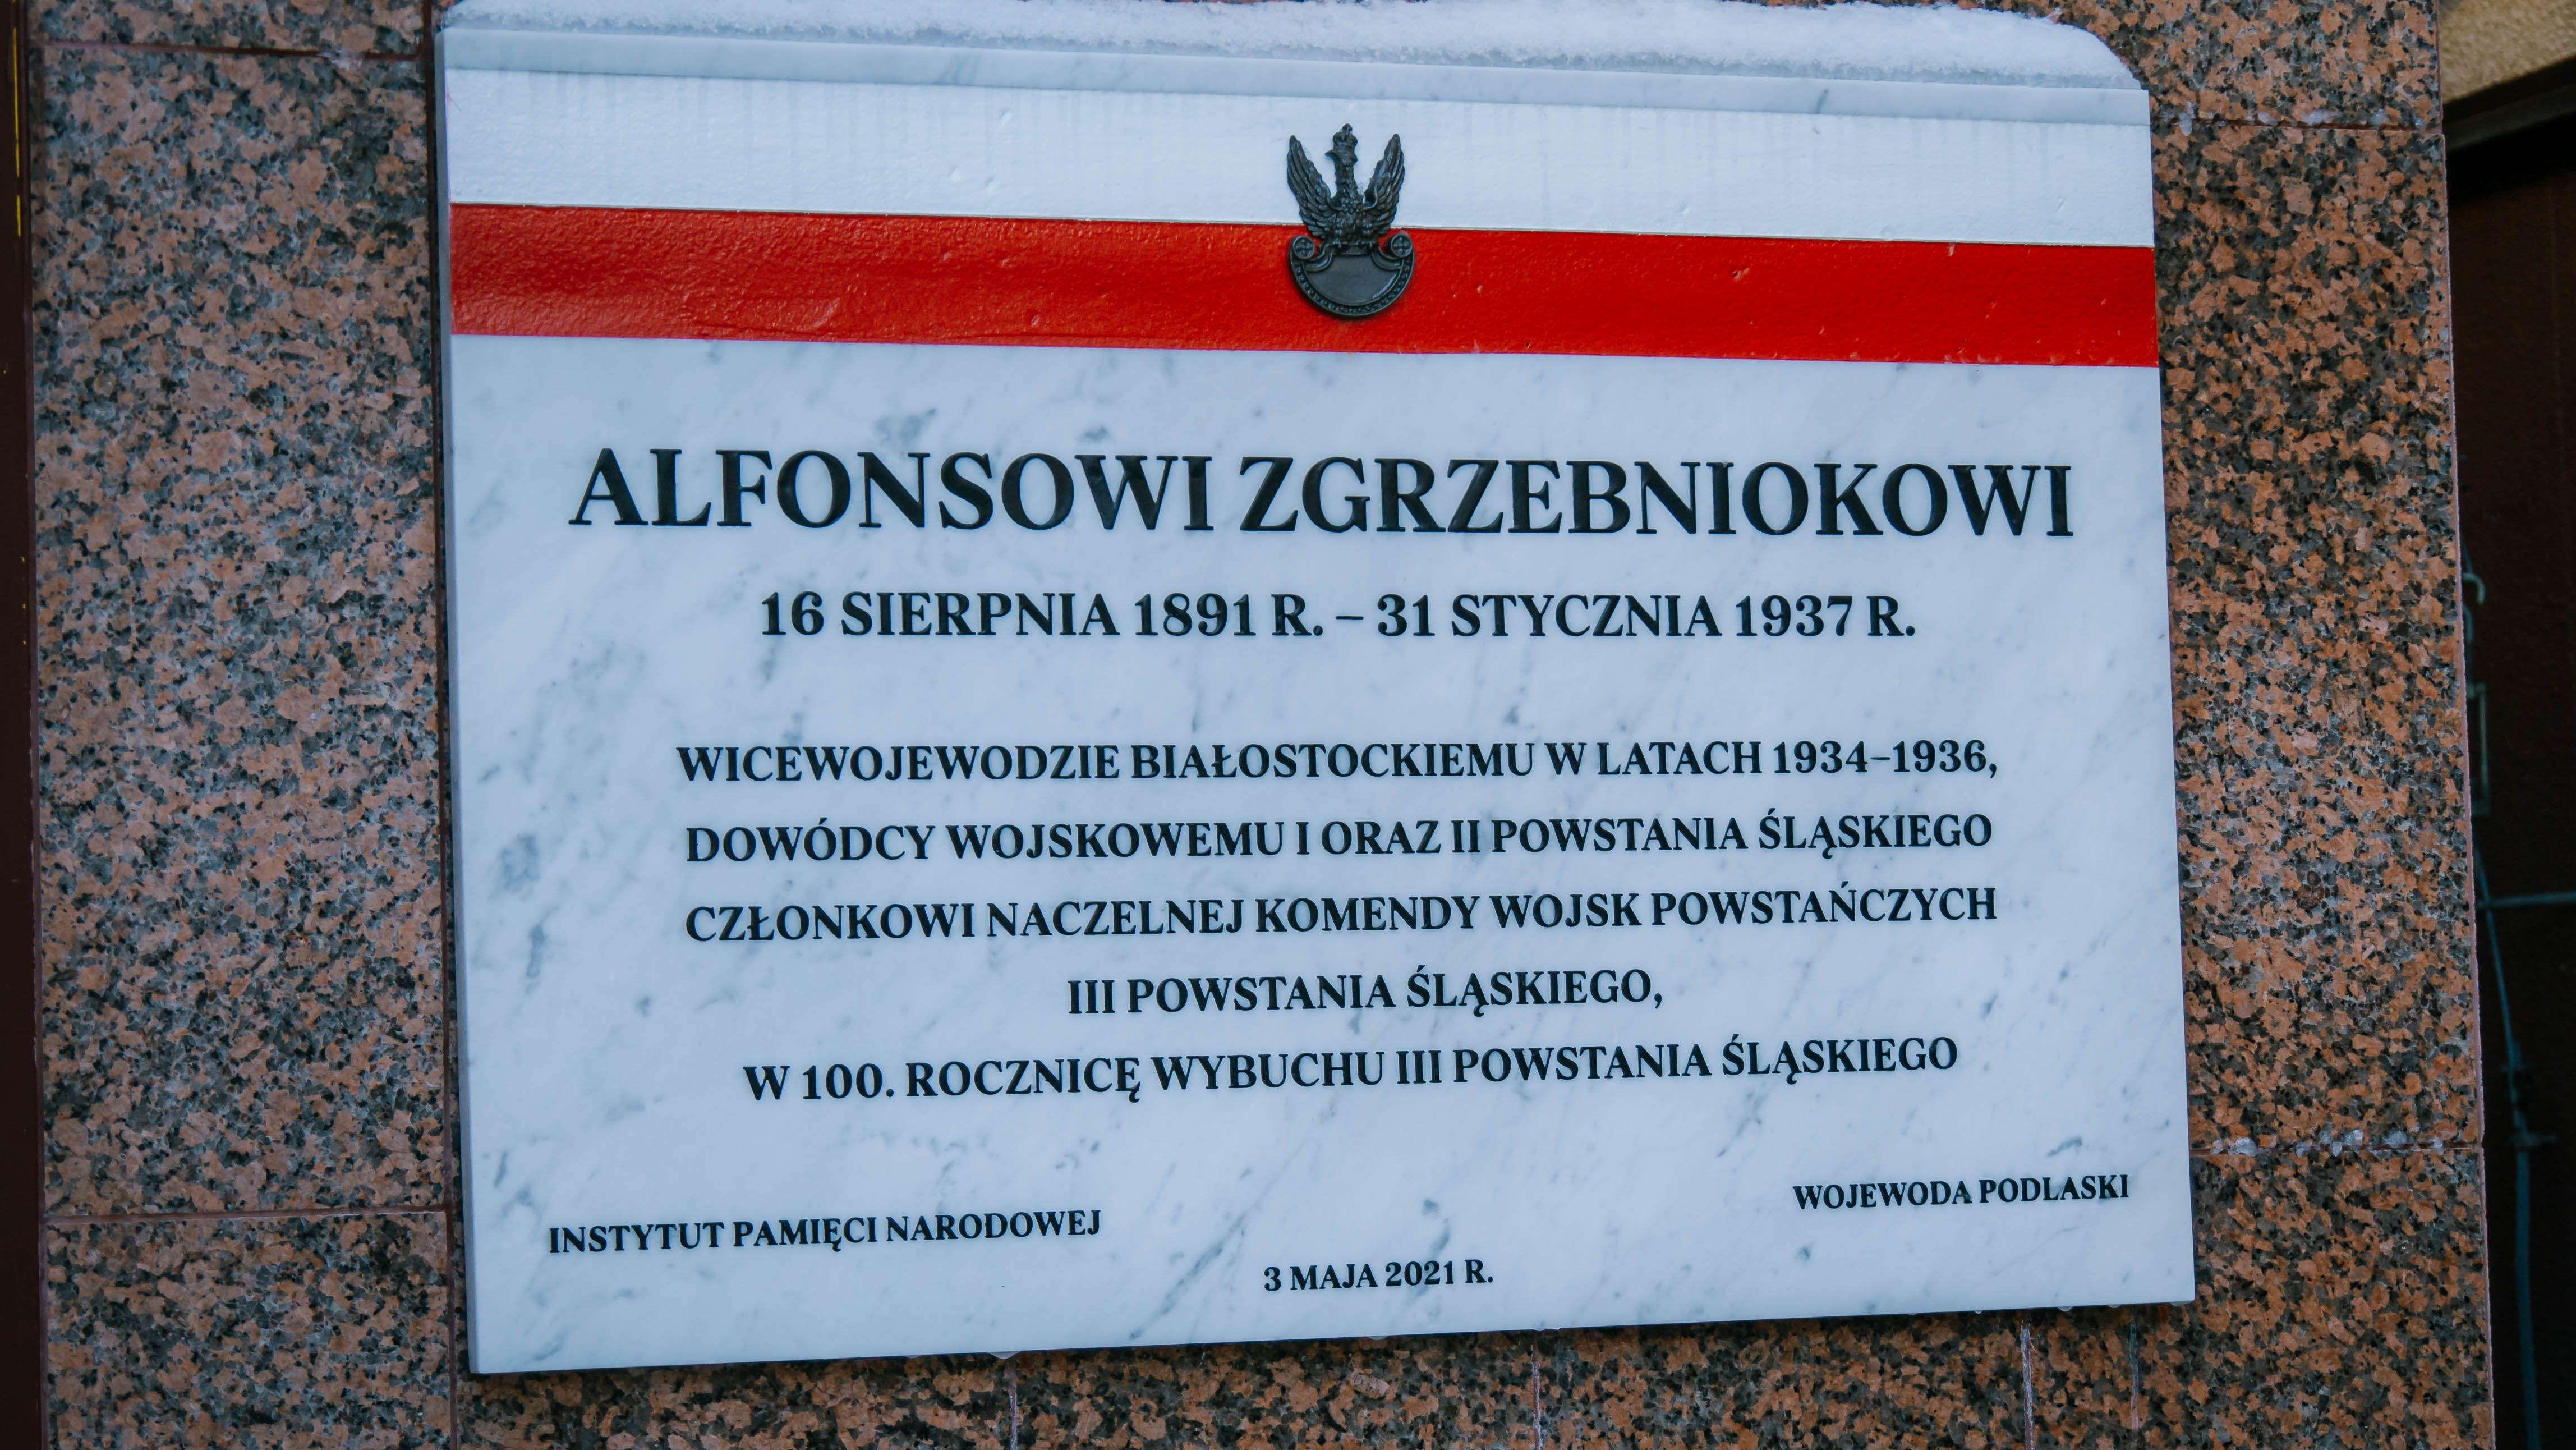 ALFONSOWI ZGRZEBNIOKOWI
16 SIERPNIA 1891 R. – 31 STYCZNIA 1937 R.
WICEWOJEWODZIE BIAŁOSTOCKIEMU W LATACH 1934–1936,
DOWÓDCY WOJSKOWEMU I ORAZ II POWSTANIA ŚLĄSKIEGO
CZŁONKOWI NACZELNEJ KOMENDY WOJSK POWSTAŃCZYCH
III POWSTANIA ŚLĄSKIEGO,
W 100. ROCZNICĘ WYBUCHU III POWSTANIA ŚLĄSKIEGO
INSTYTUT PAMIĘCI NARODOWEJ
WOJEWODA PODLASKI
3 MAJA 2021 R.